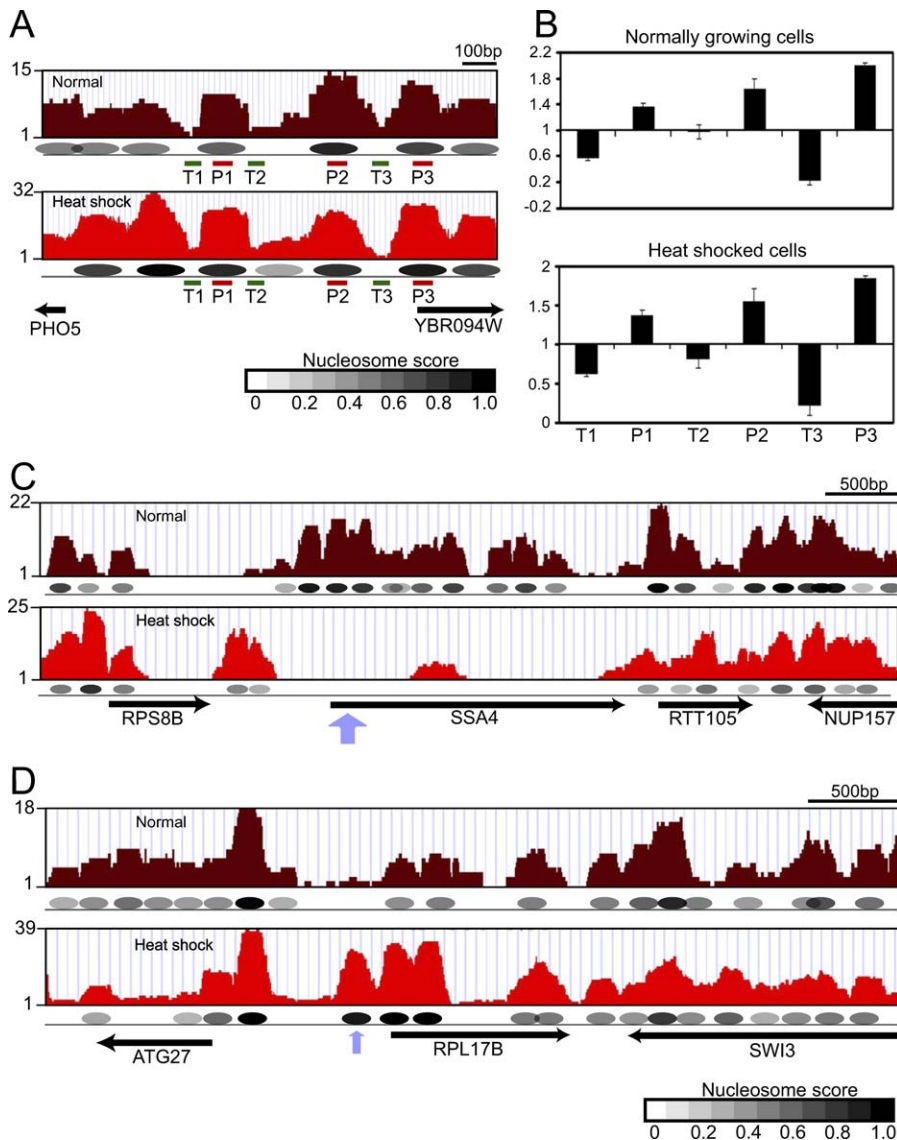 A
100bp
15
Normal
1
T1 P1 T2 P2 T3 P3
32
Heat shock
1
T1 P1 T2 P2 T3 P3
PHO5
YBR094W
Nucleosome score
0 0.2 0.4 0.6 0.8 1.0
B
Normally growing cells
2.2
1.8
1.4
1
0.6
0.2
-0.2
Heat shocked cells
2
1.5
1
0.5
0
T1 P1 T2 P2 T3 P3
C
500bp
22
Normal
1
25
Heat shock
1
RPS8B
SSA4
RTT105
NUP157
D
500bp
18
Normal
1
39
Heat shock
1
ATG27
RPL17B
SWI3
Nucleosome score
0 0.2 0.4 0.6 0.8 1.0